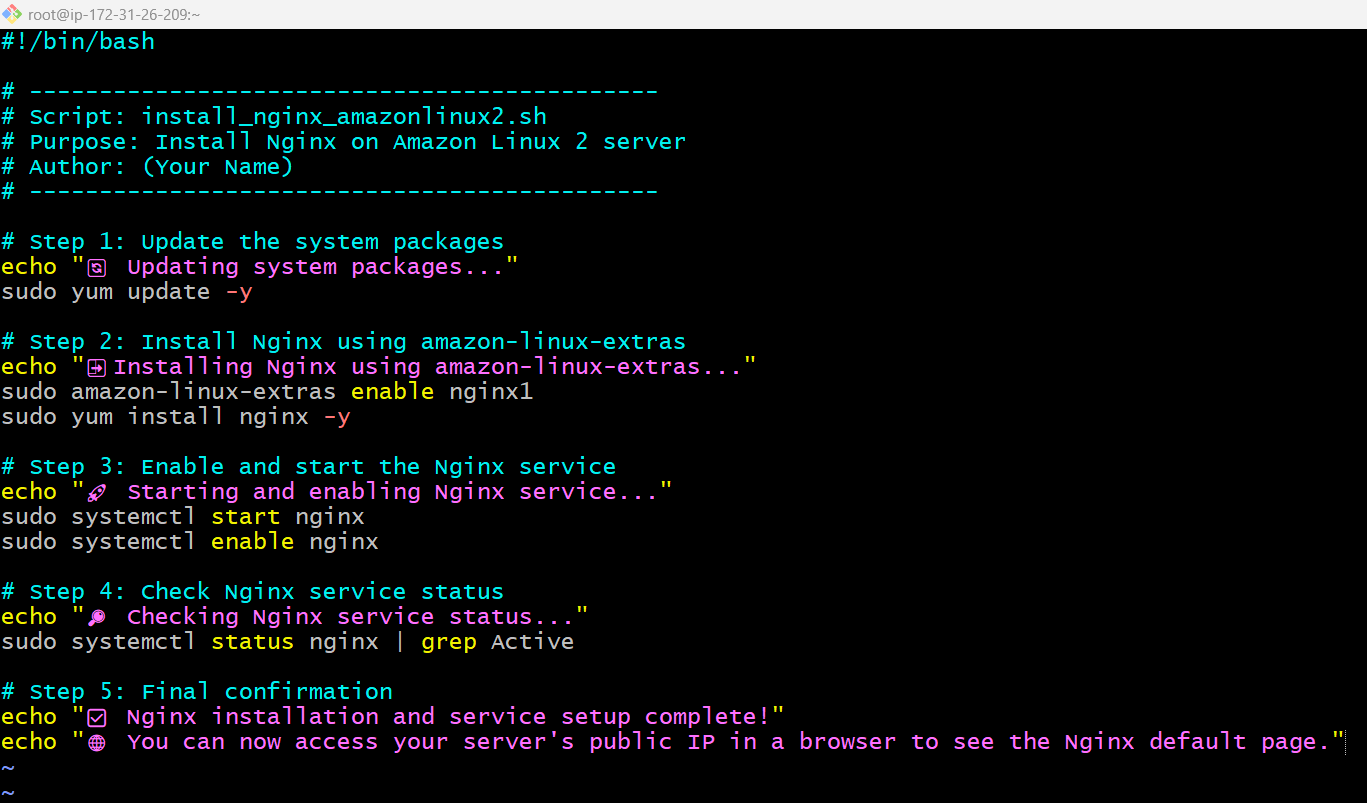 root@ip-172-31-26-209:~
#!/bin/bash
# ---------------------------------------------
# Script: install_nginx_amazonlinux2.sh
# Purpose: Install Nginx on Amazon Linux 2 server
# Author: (Your Name)
# ---------------------------------------------
# Step 1: Update the system packages
echo "🔄 Updating system packages..."
sudo yum update -y
# Step 2: Install Nginx using amazon-linux-extras
echo "➡Installing Nginx using amazon-linux-extras..."
sudo amazon-linux-extras enable nginx1
sudo yum install nginx -y
# Step 3: Enable and start the Nginx service
echo "🚀 Starting and enabling Nginx service..."
sudo systemctl start nginx
sudo systemctl enable nginx
# Step 4: Check Nginx service status
echo "🔎 Checking Nginx service status..."
sudo systemctl status nginx | grep Active
# Step 5: Final confirmation
echo "✅ Nginx installation and service setup complete!"
echo "🌐 You can now access your server's public IP in a browser to see the Nginx default page."
~
~